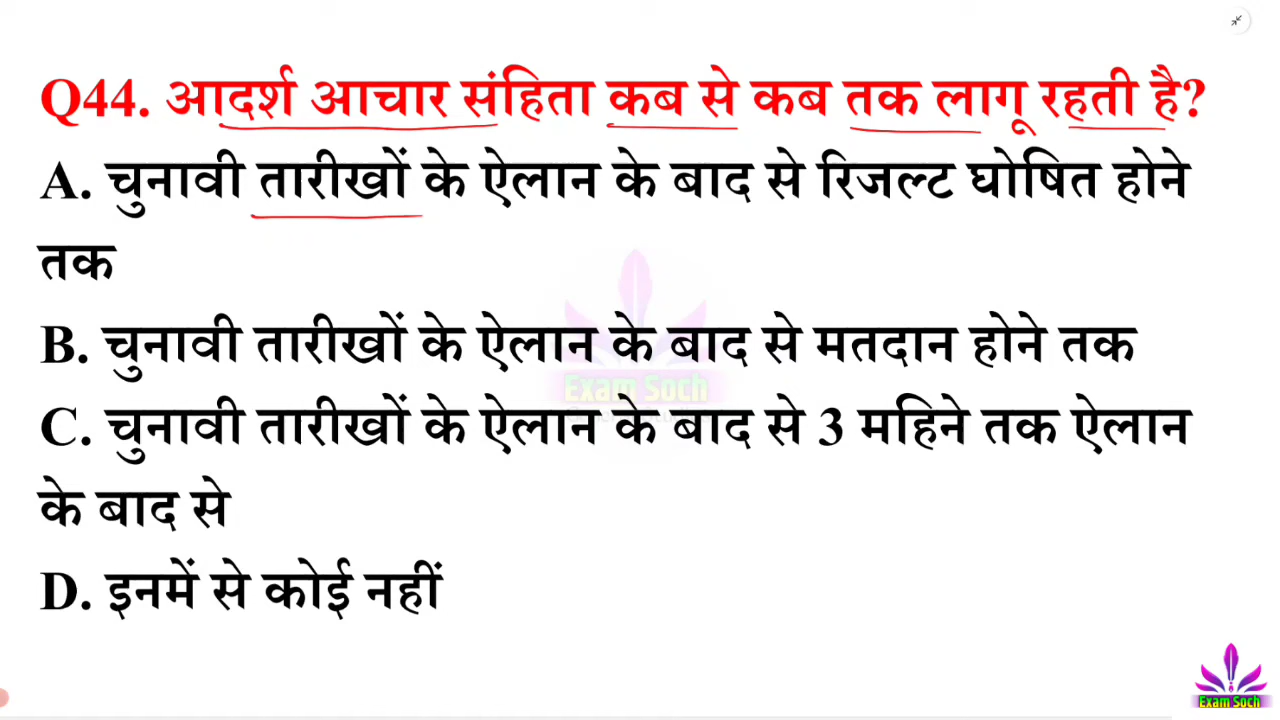 Q44. आदर्श आचार संहिता कब से कब तक लागू रहती है?
A. चुनावी तारीखों के ऐलान के बाद से रिजल्ट घोषित होने
तक
B. चुनावी तारीखों के ऐलान के बाद से मतदान होने तक
Exam Soch
C. चुनावी तारीखों के ऐलान के बाद से 3 महिने तक ऐलान
के बाद से
D. इनमें से कोई नहीं
Exam Soch